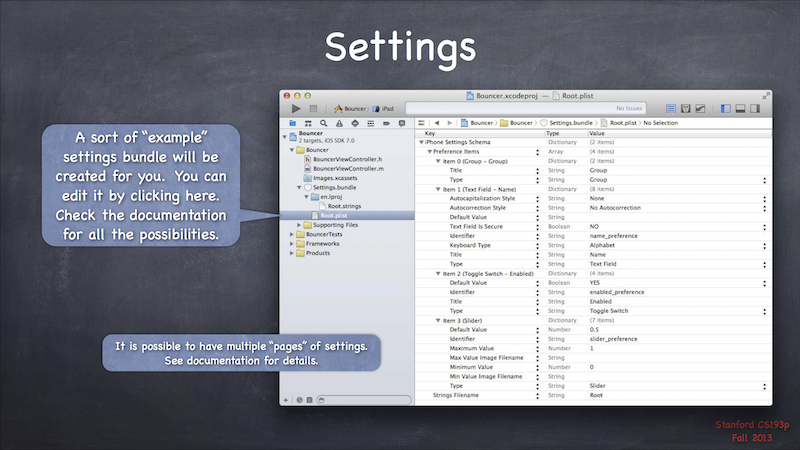 Settings
A sort of “example”
settings bundle will be
created for you. You can
edit it by clicking here.
Check the documentation
for all the possibilities.
It is possible to have multiple “pages” of settings.
See documentation for details.
Bouncer.xcodeproj — Root.plist
Bouncer iPad
No Issues
Bouncer
2 targets, iOS SDK 7.0
Bouncer
BouncerViewController.h
BouncerViewController.m
Images.xcassets
Settings.bundle
en.lproj
Root.strings
Root.plist
Supporting Files
BouncerTests
Frameworks
Products
Bouncer Bouncer Settings.bundle Root.plist No Selection
Key Type Value
iPhone Settings Schema Dictionary (2 items)
Preference Items Array (4 items)
Item 0 (Group - Group) Dictionary (2 items)
Title String Group
Type String Group
Item 1 (Text Field - Name) Dictionary (8 items)
Autocapitalization Style String None
Autocorrection Style String No Autocorrection
Default Value String
Text Field Is Secure Boolean NO
Identifier String name_preference
Keyboard Type String Alphabet
Title String Name
Type String Text Field
Item 2 (Toggle Switch - Enabled) Dictionary (4 items)
Default Value Boolean YES
Identifier String enabled_preference
Title String Enabled
Type String Toggle Switch
Item 3 (Slider) Dictionary (7 items)
Default Value Number 0.5
Identifier String slider_preference
Maximum Value Number 1
Max Value Image Filename String
Minimum Value Number 0
Min Value Image Filename String
Type String Slider
Strings Filename String Root
Stanford CS193p
Fall 2013